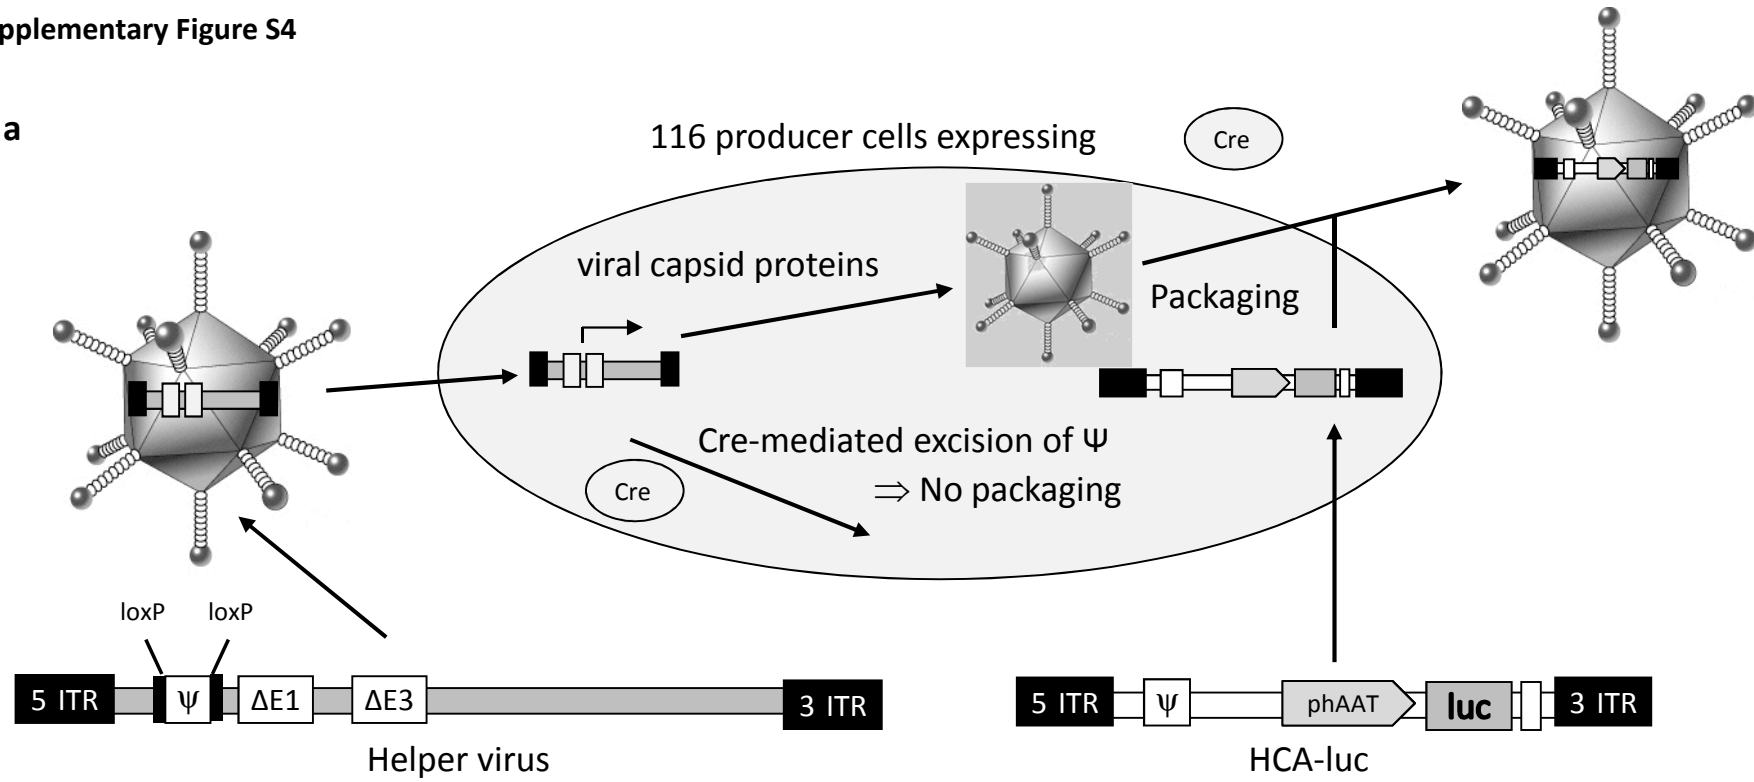 pplementary Figure S4
a
116 producer cells expressing
Cre
viral capsid proteins
Packaging
Cre-mediated excision of Ψ
⇒ No packaging
Cre
loxP loxP
5 ITR ψ ΔE1 ΔE3 3 ITR
Helper virus
5 ITR ψ phAAT luc 3 ITR
HCA-luc